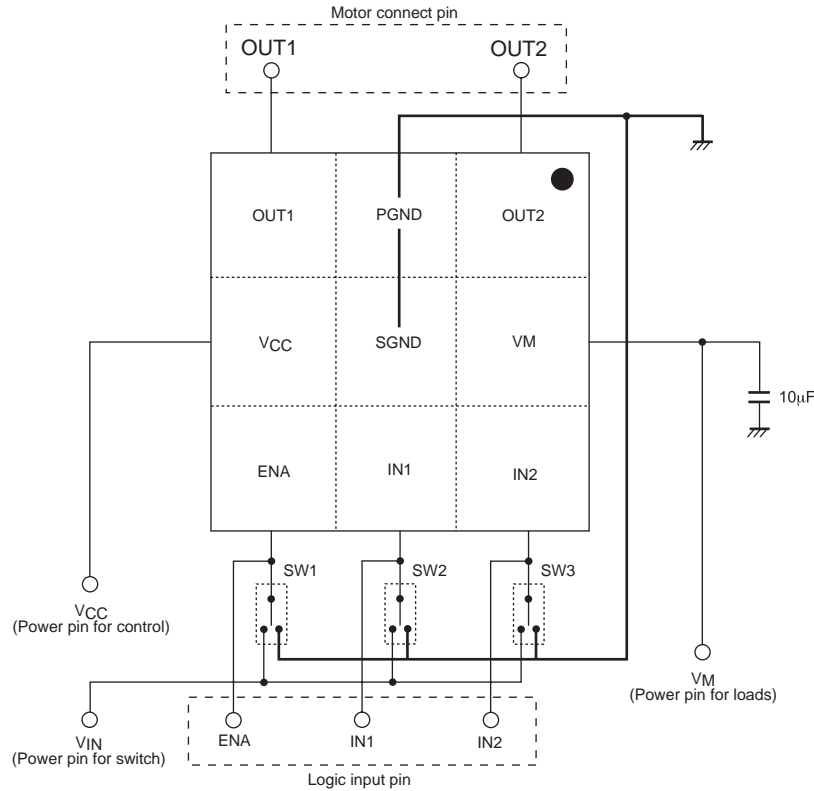 Motor connect pin
OUT1
OUT2
OUT1
PGND
OUT2
VCC
SGND
VM
10μF
ENA
IN1
IN2
SW1
SW2
SW3
VCC
(Power pin for control)
VM
(Power pin for loads)
VIN
(Power pin for switch)
ENA
IN1
IN2
Logic input pin